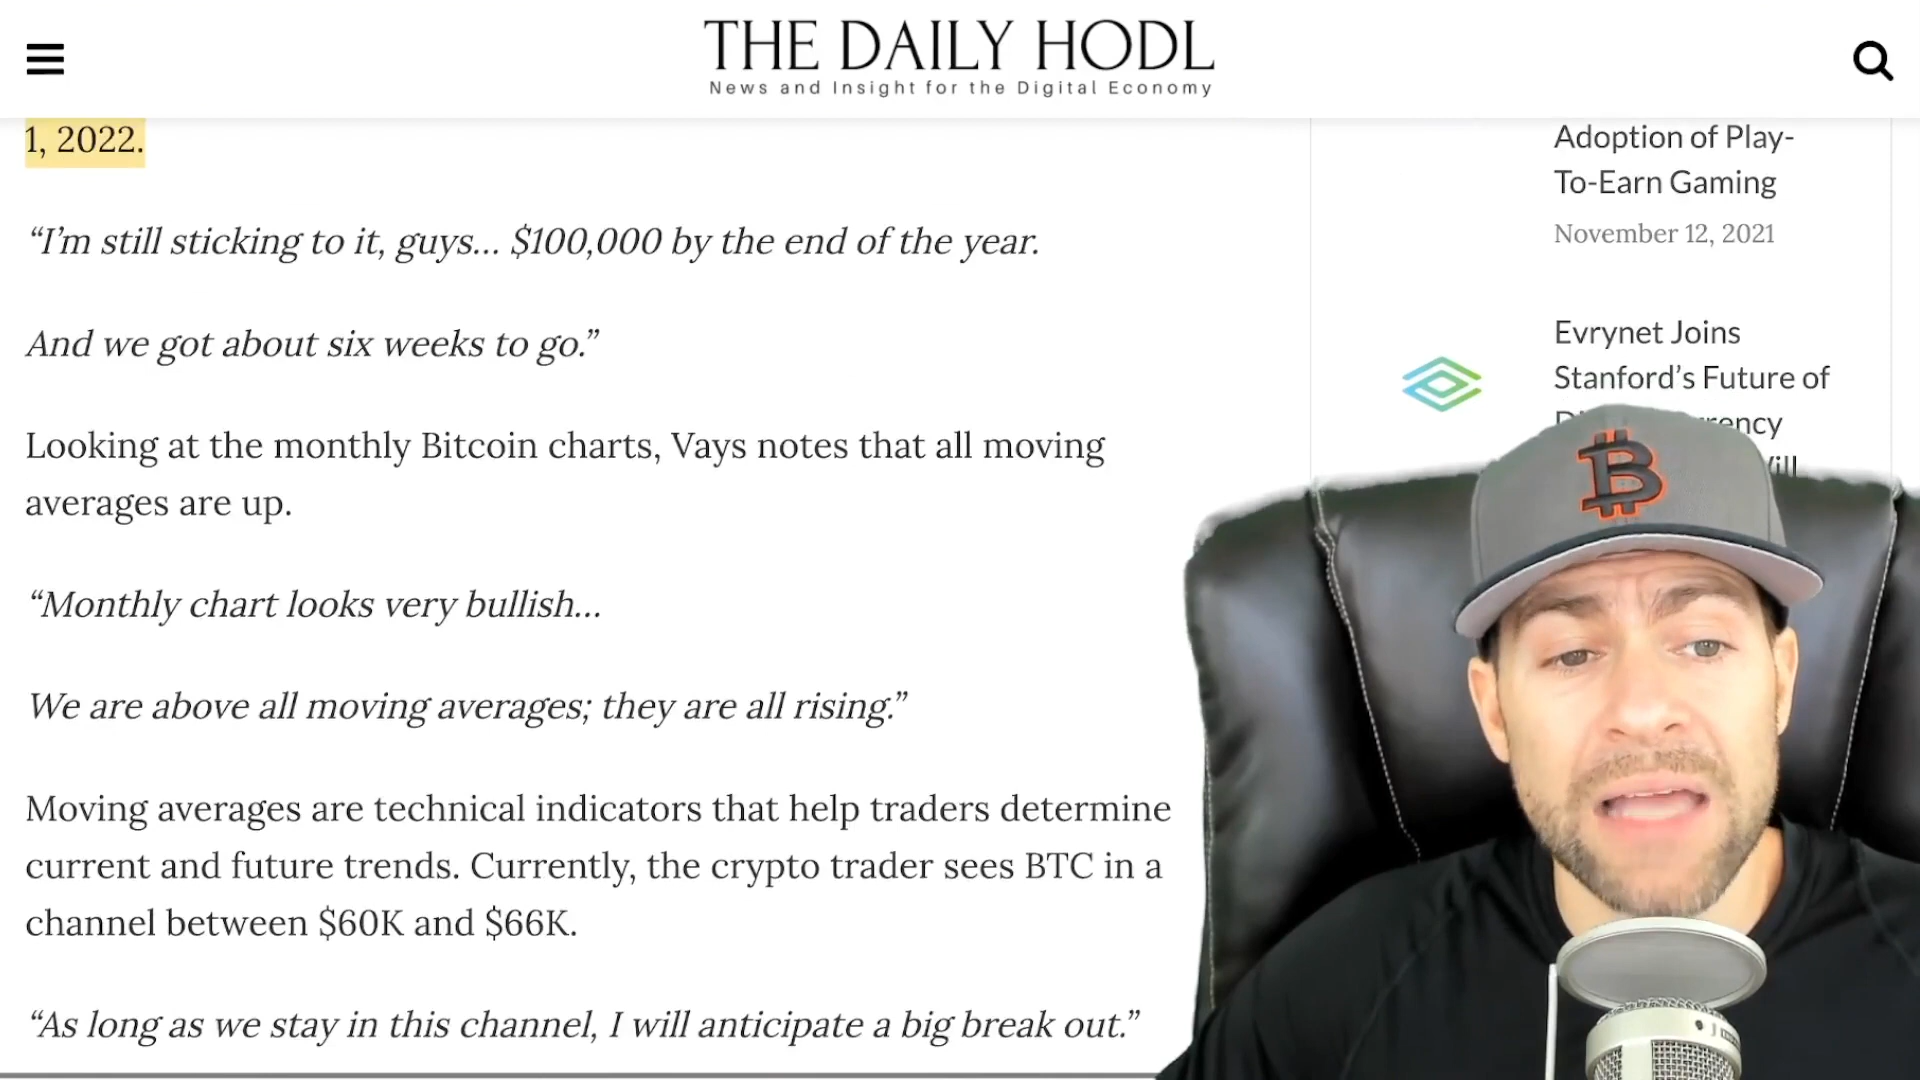 THE DAILY HODL
News and Insight for the Digital Economy
1, 2022.
“I’m still sticking to it, guys… $100,000 by the end of the year.
And we got about six weeks to go.”
Looking at the monthly Bitcoin charts, Vays notes that all moving
averages are up.
“Monthly chart looks very bullish…
We are above all moving averages; they are all rising.”
Moving averages are technical indicators that help traders determine
current and future trends. Currently, the crypto trader sees BTC in a
channel between $60K and $66K.
“As long as we stay in this channel, I will anticipate a big break out.”
Adoption of Play-
To-Earn Gaming
November 12, 2021
Evrynet Joins
Stanford’s Future of